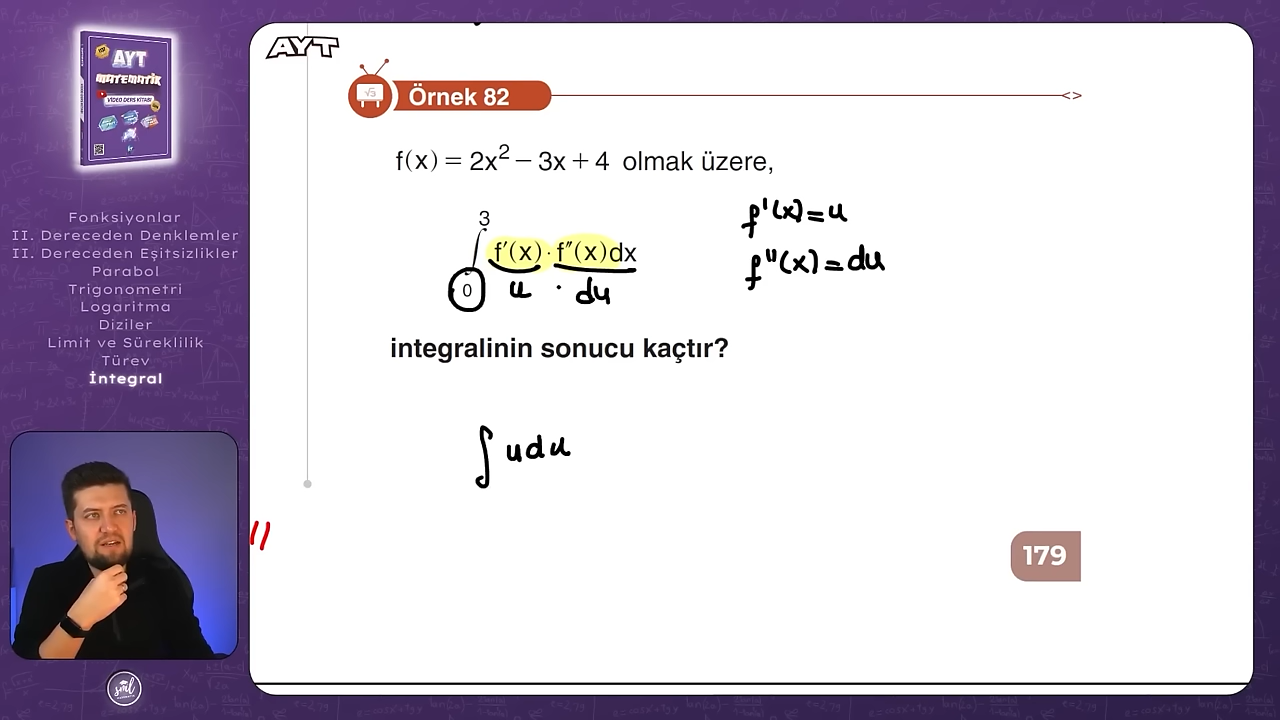 AYT
MATEMATİK
VİDEO DERS KİTABI
Fonksiyonlar
II. Dereceden Denklemler
II. Dereceden Eşitsizlikler
Parabol
Trigonometri
Logaritma
Diziler
Limit ve Süreklilik
Türev
İntegral
sml
AYT
√5
Örnek 82
<>
f(x) = 2x² − 3x + 4 olmak üzere,
3
∫ f′(x) · f″(x)dx
0
u · du
f'(x) = u
f"(x) = du
integralinin sonucu kaçtır?
∫ u du
179